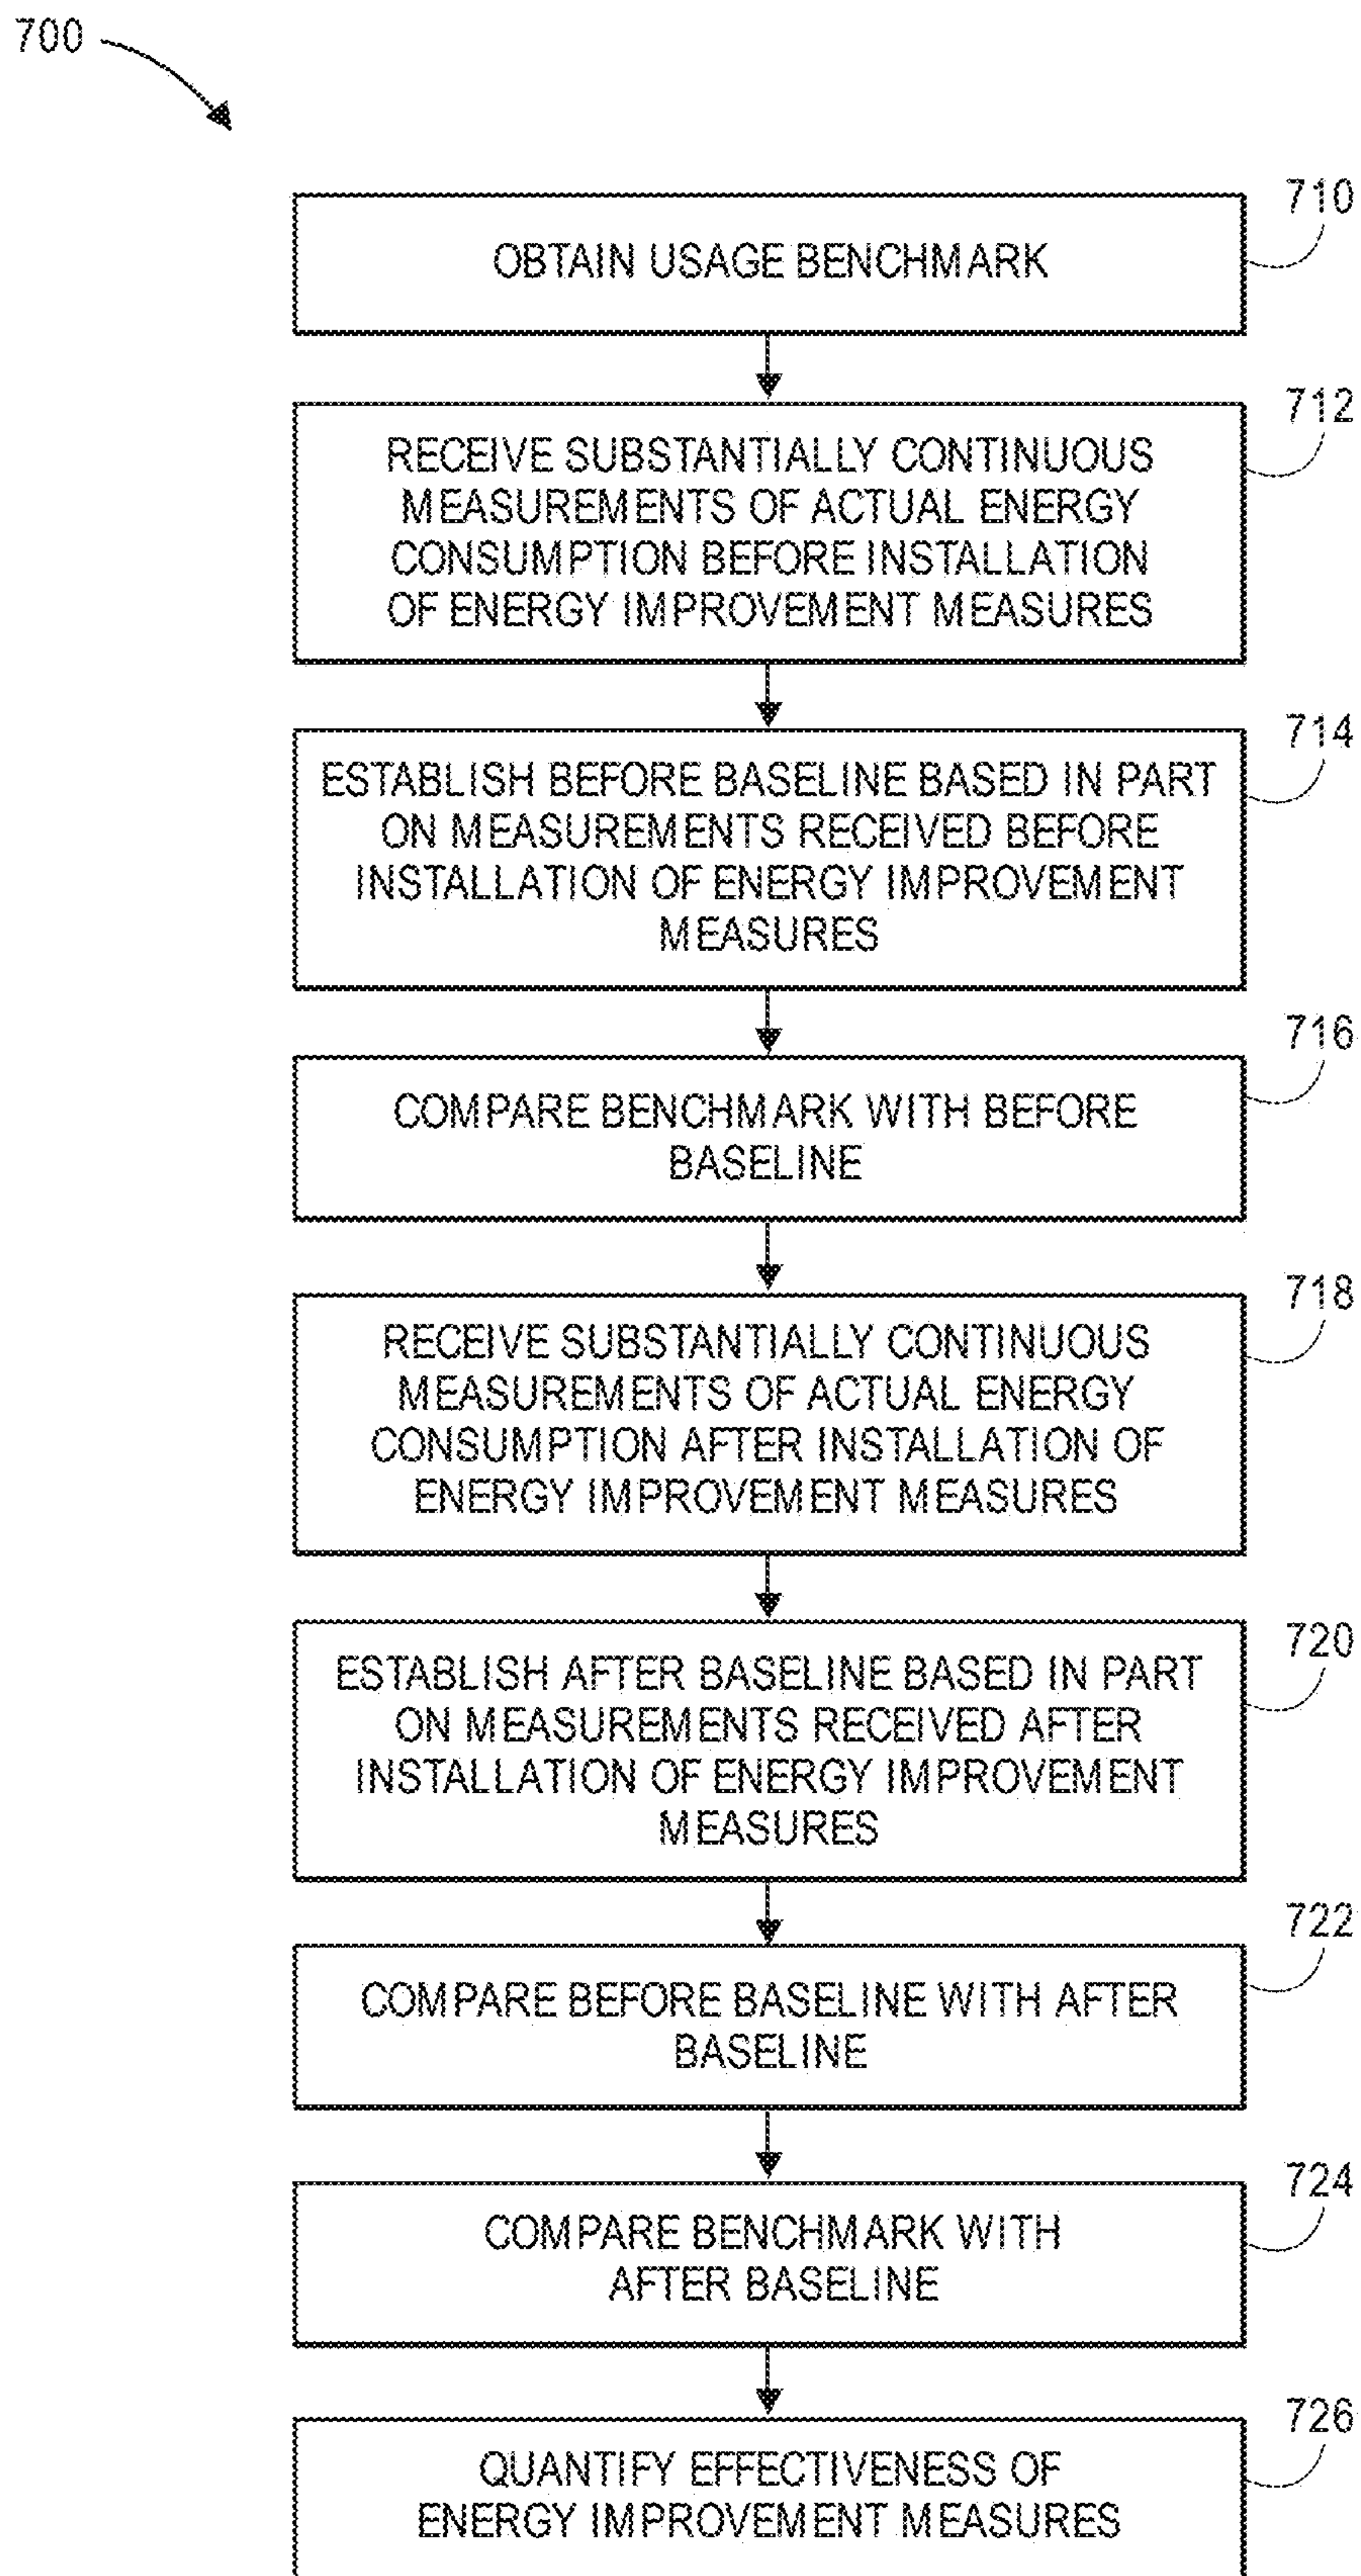 700
710
OBTAIN USAGE BENCHMARK
712
RECEIVE SUBSTANTIALLY CONTINUOUS
MEASUREMENTS OF ACTUAL ENERGY
CONSUMPTION BEFORE INSTALLATION
OF ENERGY IMPROVEMENT MEASURES
714
ESTABLISH BEFORE BASELINE BASED IN PART
ON MEASUREMENTS RECEIVED BEFORE
INSTALLATION OF ENERGY IMPROVEMENT
MEASURES
716
COMPARE BENCHMARK WITH BEFORE
BASELINE
718
RECEIVE SUBSTANTIALLY CONTINUOUS
MEASUREMENTS OF ACTUAL ENERGY
CONSUMPTION AFTER INSTALLATION OF
ENERGY IMPROVEMENT MEASURES
720
ESTABLISH AFTER BASELINE BASED IN PART
ON MEASUREMENTS RECEIVED AFTER
INSTALLATION OF ENERGY IMPROVEMENT
MEASURES
722
COMPARE BEFORE BASELINE WITH AFTER
BASELINE
724
COMPARE BENCHMARK WITH
AFTER BASELINE
726
QUANTIFY EFFECTIVENESS OF
ENERGY IMPROVEMENT MEASURES